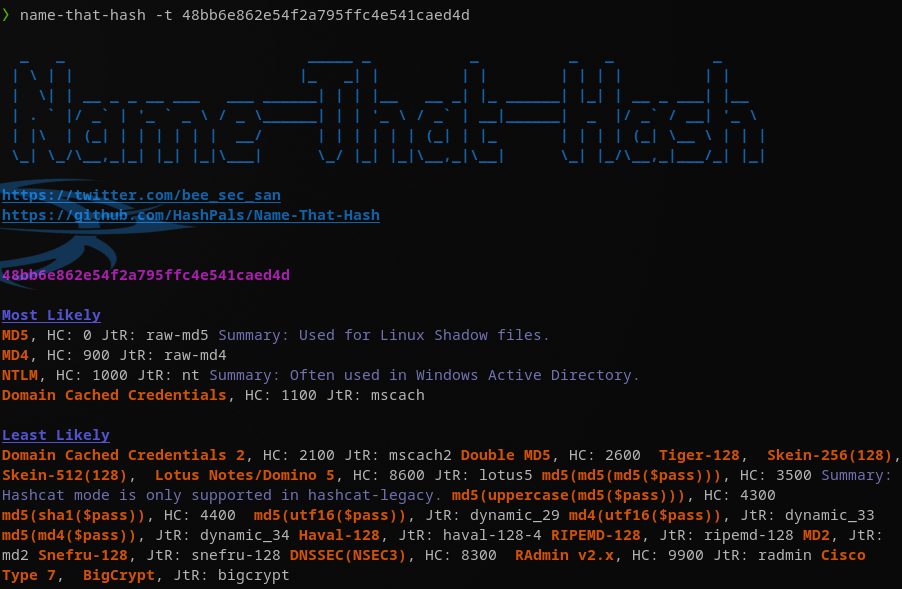 ❯ name-that-hash -t 48bb6e862e54f2a795ffc4e541caed4d
Name-That-Hash
https://twitter.com/bee_sec_san
https://github.com/HashPals/Name-That-Hash
48bb6e862e54f2a795ffc4e541caed4d
Most Likely
MD5, HC: 0 JtR: raw-md5 Summary: Used for Linux Shadow files.
MD4, HC: 900 JtR: raw-md4
NTLM, HC: 1000 JtR: nt Summary: Often used in Windows Active Directory.
Domain Cached Credentials, HC: 1100 JtR: mscach
Least Likely
Domain Cached Credentials 2, HC: 2100 JtR: mscach2 Double MD5, HC: 2600  Tiger-128,  Skein-256(128),
Skein-512(128),  Lotus Notes/Domino 5, HC: 8600 JtR: lotus5 md5(md5(md5($pass))), HC: 3500 Summary:
Hashcat mode is only supported in hashcat-legacy. md5(uppercase(md5($pass))), HC: 4300
md5(sha1($pass)), HC: 4400  md5(utf16($pass)), JtR: dynamic_29 md4(utf16($pass)), JtR: dynamic_33
md5(md4($pass)), JtR: dynamic_34 Haval-128, JtR: haval-128-4 RIPEMD-128, JtR: ripemd-128 MD2, JtR:
md2 Snefru-128, JtR: snefru-128 DNSSEC(NSEC3), HC: 8300  RAdmin v2.x, HC: 9900 JtR: radmin Cisco
Type 7,  BigCrypt, JtR: bigcrypt